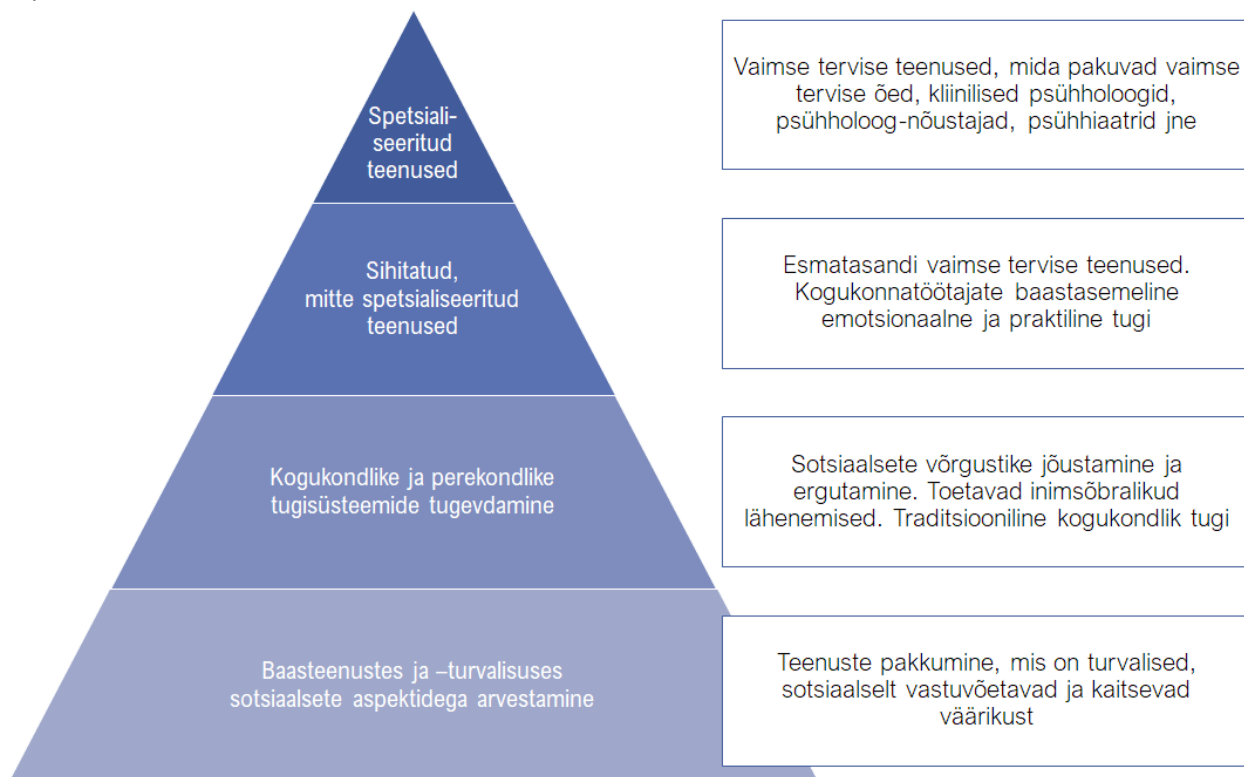 Spetsiali-
seeritud
teenused
Vaimse tervise teenused, mida pakuvad vaimse
tervise õed, kliinilised psühholoogid,
psühholoog-nõustajad, psühhiaatrid jne
Sihitatud,
mitte spetsialiseeritud
teenused
Esmatasandi vaimse tervise teenused.
Kogukonnatöötajate baastasemeline
emotsionaalne ja praktiline tugi
Kogukondlike ja perekondlike
tugisüsteemide tugevdamine
Sotsiaalsete võrgustike jõustamine ja
ergutamine. Toetavad inimsõbralikud
lähenemised. Traditsiooniline kogukondlik tugi
Baasteenustes ja –turvalisuses
sotsiaalsete aspektidega arvestamine
Teenuste pakkumine, mis on turvalised,
sotsiaalselt vastuvõetavad ja kaitsevad
väärikust